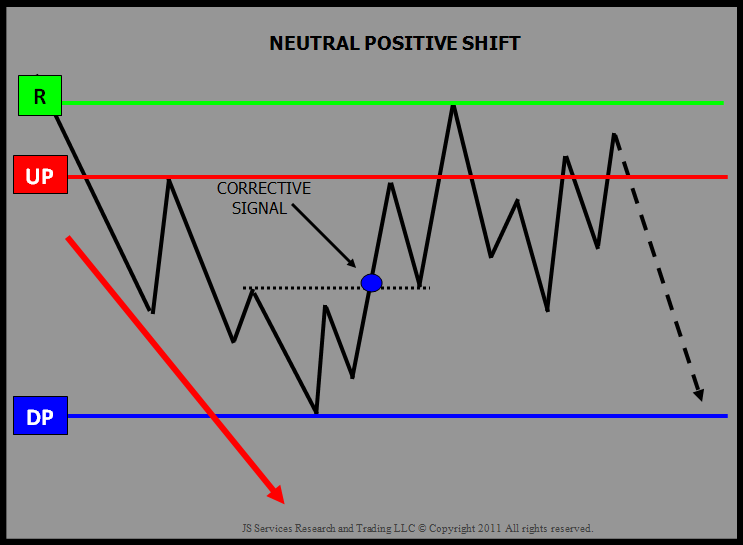 NEUTRAL POSITIVE SHIFT
R
UP
CORRECTIVE
SIGNAL
DP
JS Services Research and Trading LLC © Copyright 2011 All rights reserved.